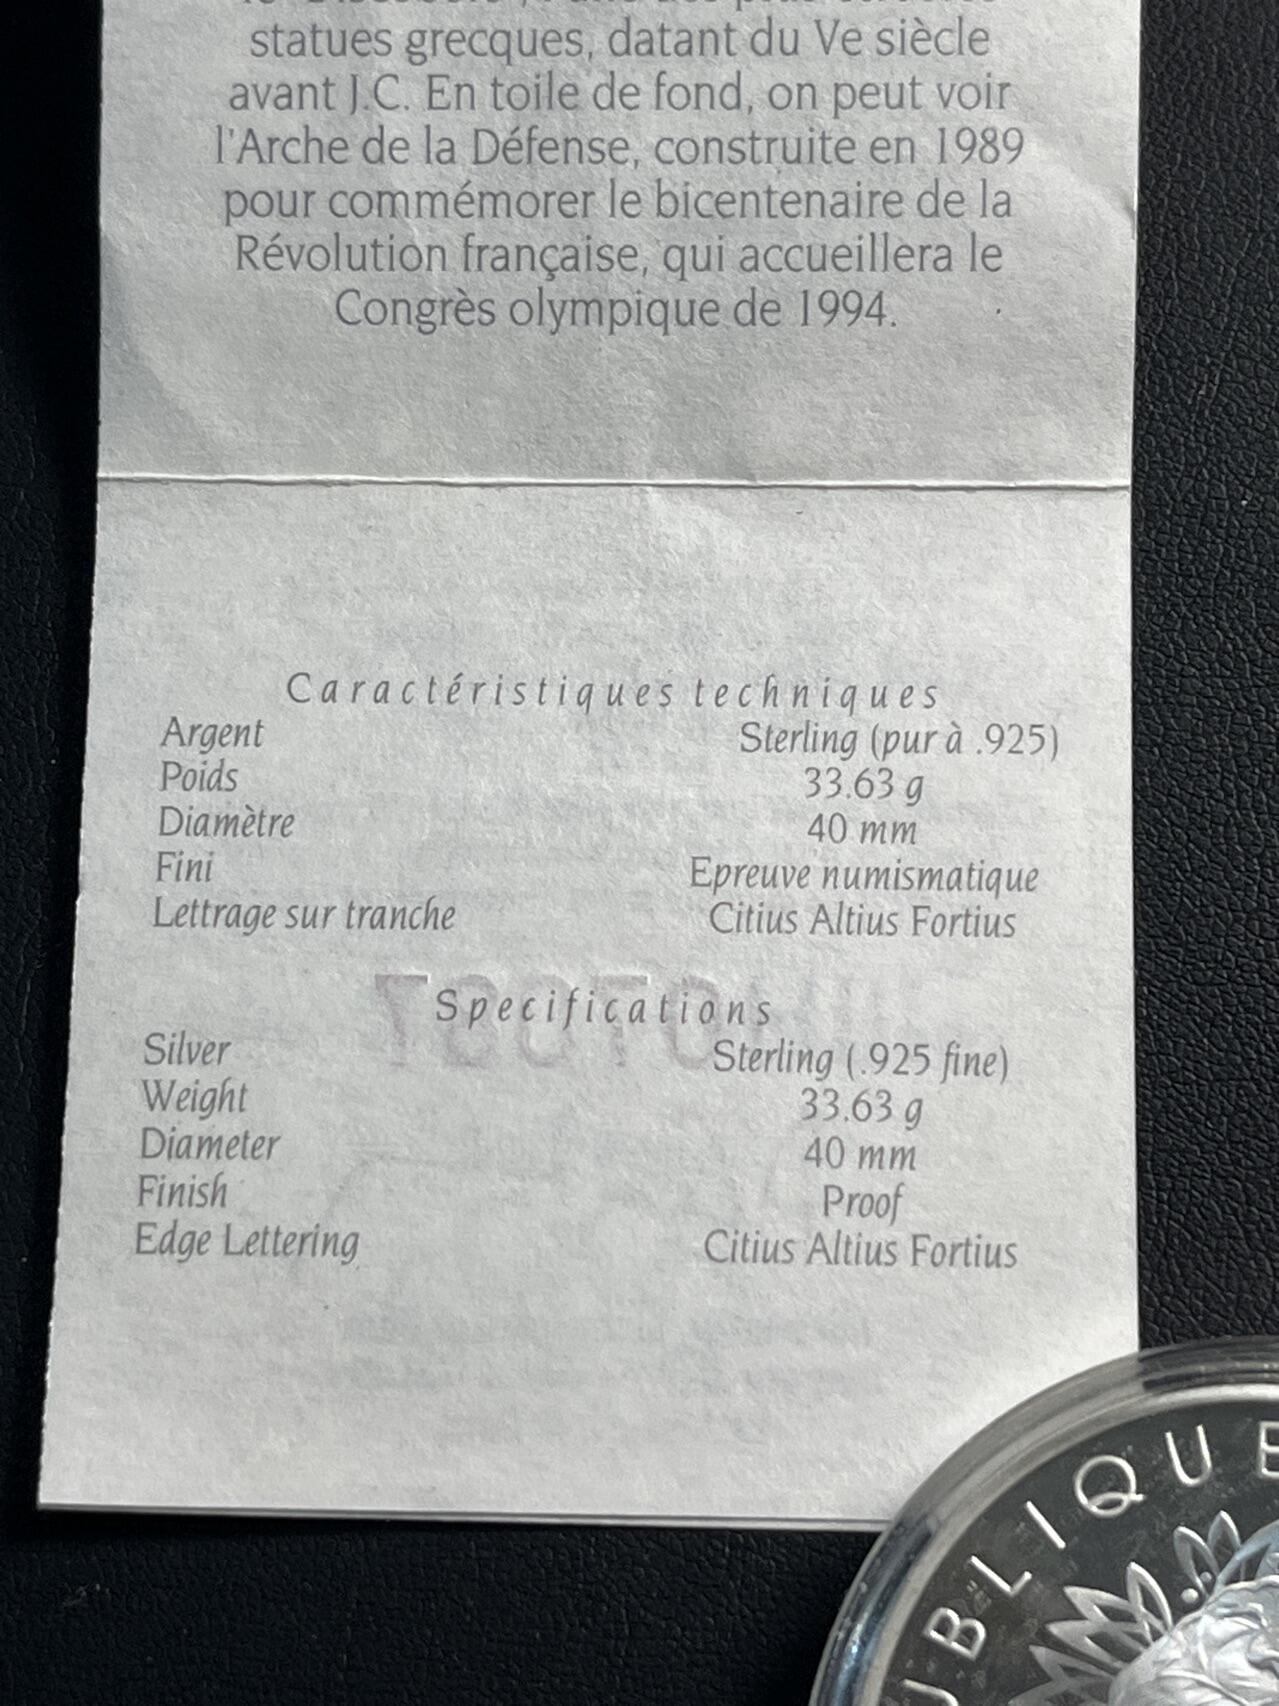 statues grecques, datant du Ve siècle
avant J.C. En toile de fond, on peut voir
l'Arche de la Défense, construite en 1989
pour commémorer le bicentenaire de la
Révolution française, qui accueillera le
Congrès olympique de 1994.
Caractéristiques techniques
Argent Sterling (pur à .925)
Poids 33.63 g
Diamètre 40 mm
Fini Epreuve numismatique
Lettrage sur tranche Citius Altius Fortius
Specifications
Silver Sterling (.925 fine)
Weight 33.63 g
Diameter 40 mm
Finish Proof
Edge Lettering Citius Altius Fortius
UBLIQUE